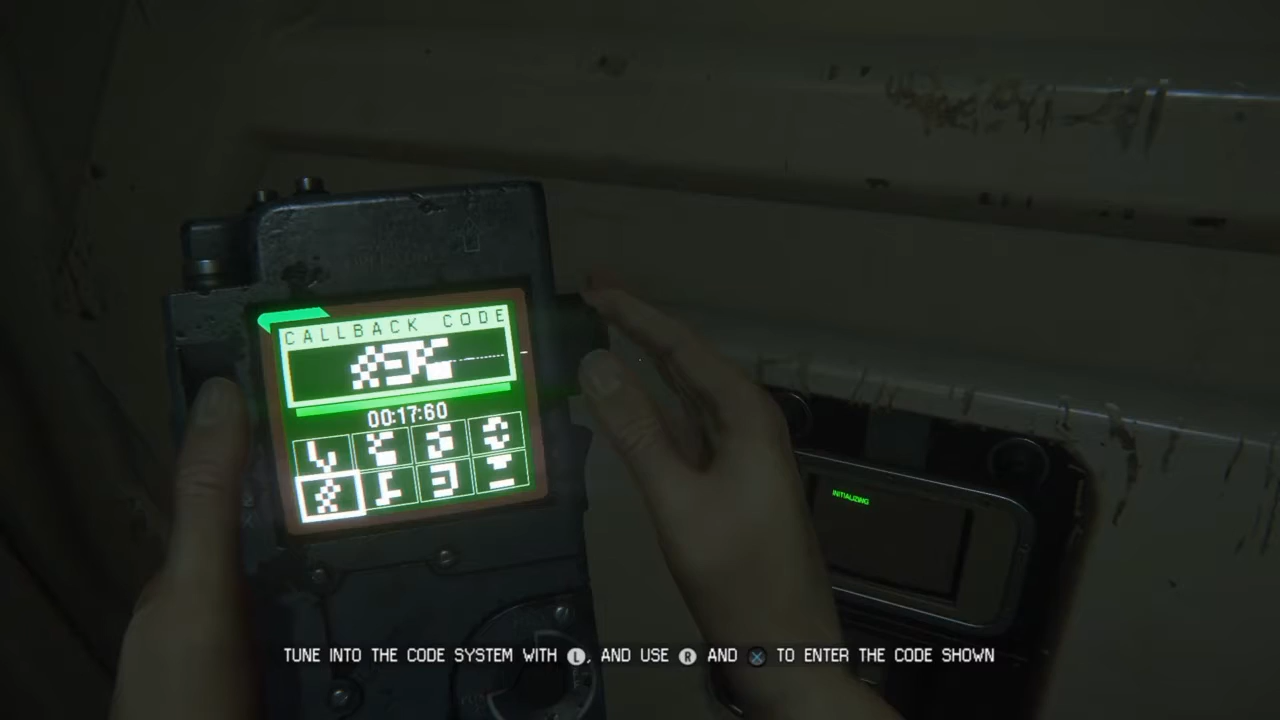 CALLBACK CODE
00:17:60
INITIALIZING
TUNE INTO THE CODE SYSTEM WITH L, AND USE R AND X TO ENTER THE CODE SHOWN